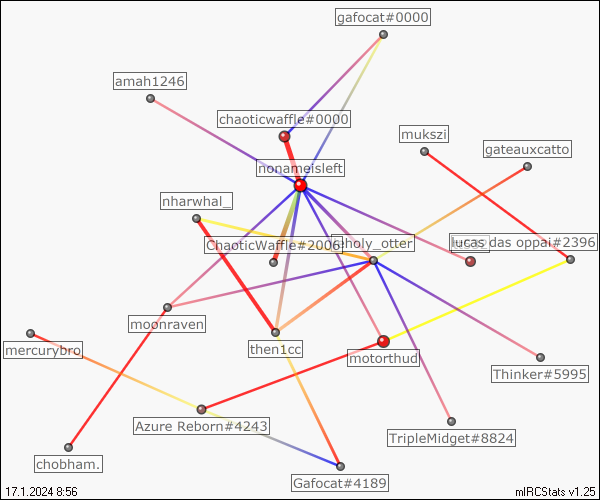 gafocat#0000
amah1246
chaoticwaffle#0000
mukszi
gateauxcatto
nonameisleft
nharwhal_
ChaoticWaffle#2006
holy_otter
lucas das oppai#2396
moonraven
mercurybro
then1cc
motorthud
Thinker#5995
Azure Reborn#4243
TripleMidget#8824
chobham.
Gafocat#4189
17.1.2024 8:56
mIRCStats v1.25